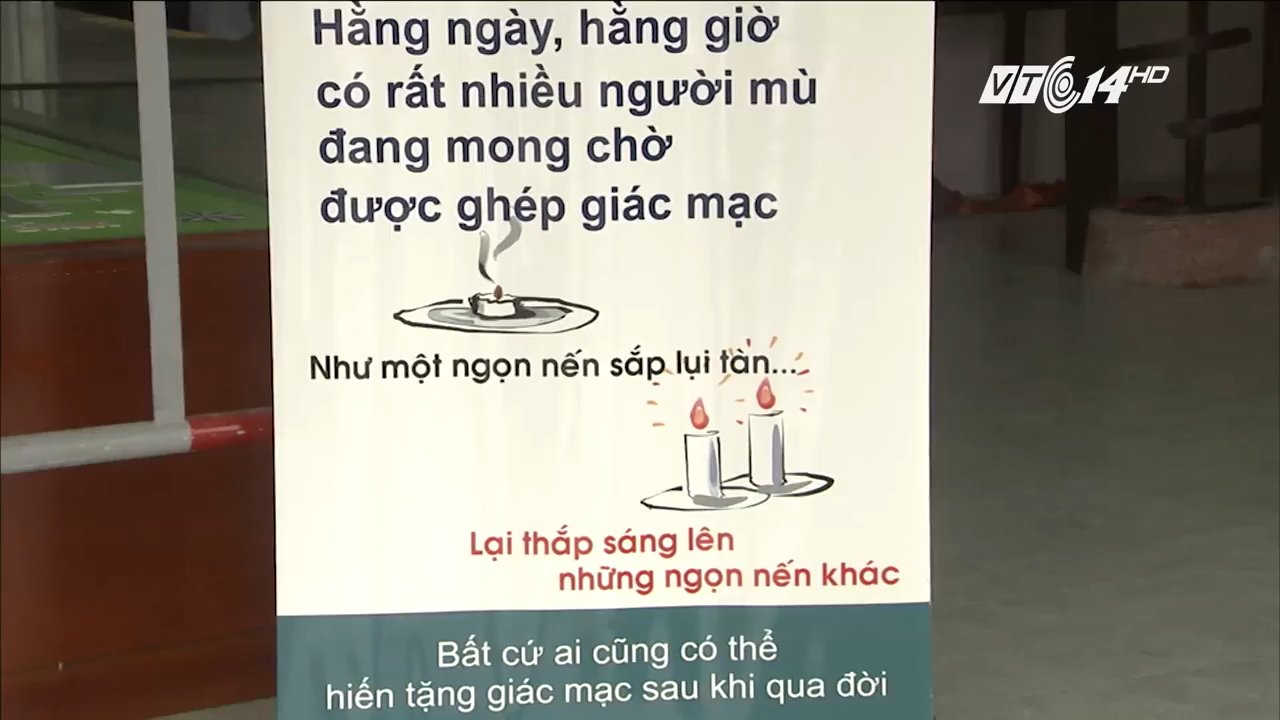 Hằng ngày, hằng giờ
có rất nhiều người mù
đang mong chờ
được ghép giác mạc
Như một ngọn nến sắp lụi tàn...
Lại thắp sáng lên
những ngọn nến khác
Bất cứ ai cũng có thể
hiến tặng giác mạc sau khi qua đời
VTC14HD